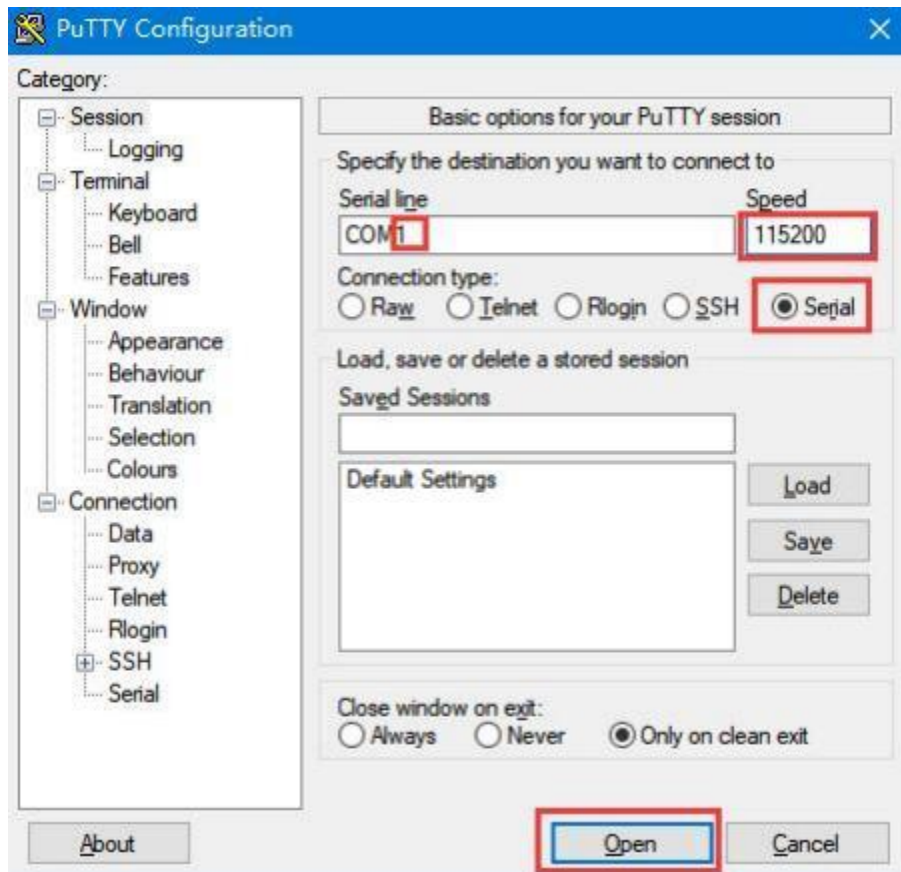 PuTTY Configuration
Category:
Session
Logging
Terminal
Keyboard
Bell
Features
Window
Appearance
Behaviour
Translation
Selection
Colours
Connection
Data
Proxy
Telnet
Rlogin
SSH
Serial
Basic options for your PuTTY session
Specify the destination you want to connect to
Serial line Speed
COM1 115200
Connection type:
Raw Telnet Rlogin SSH Serial
Load, save or delete a stored session
Saved Sessions
Default Settings
Load
Save
Delete
Close window on exit:
Always Never Only on clean exit
About Open Cancel